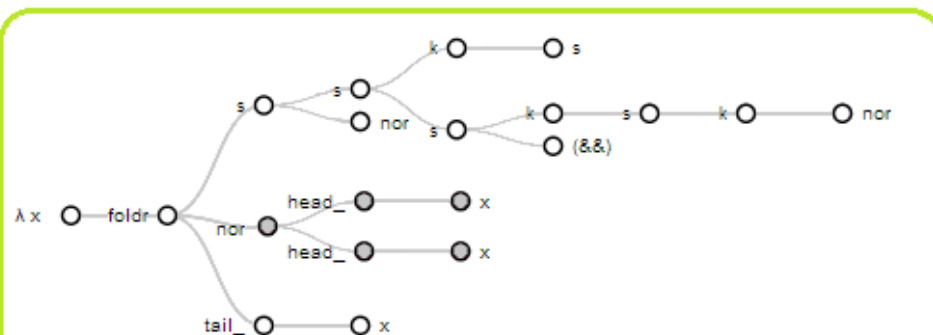 k s
s
s k s k nor
nor
s (&&)
head_ x
λ x foldr
nor
head_ x
tail_ x